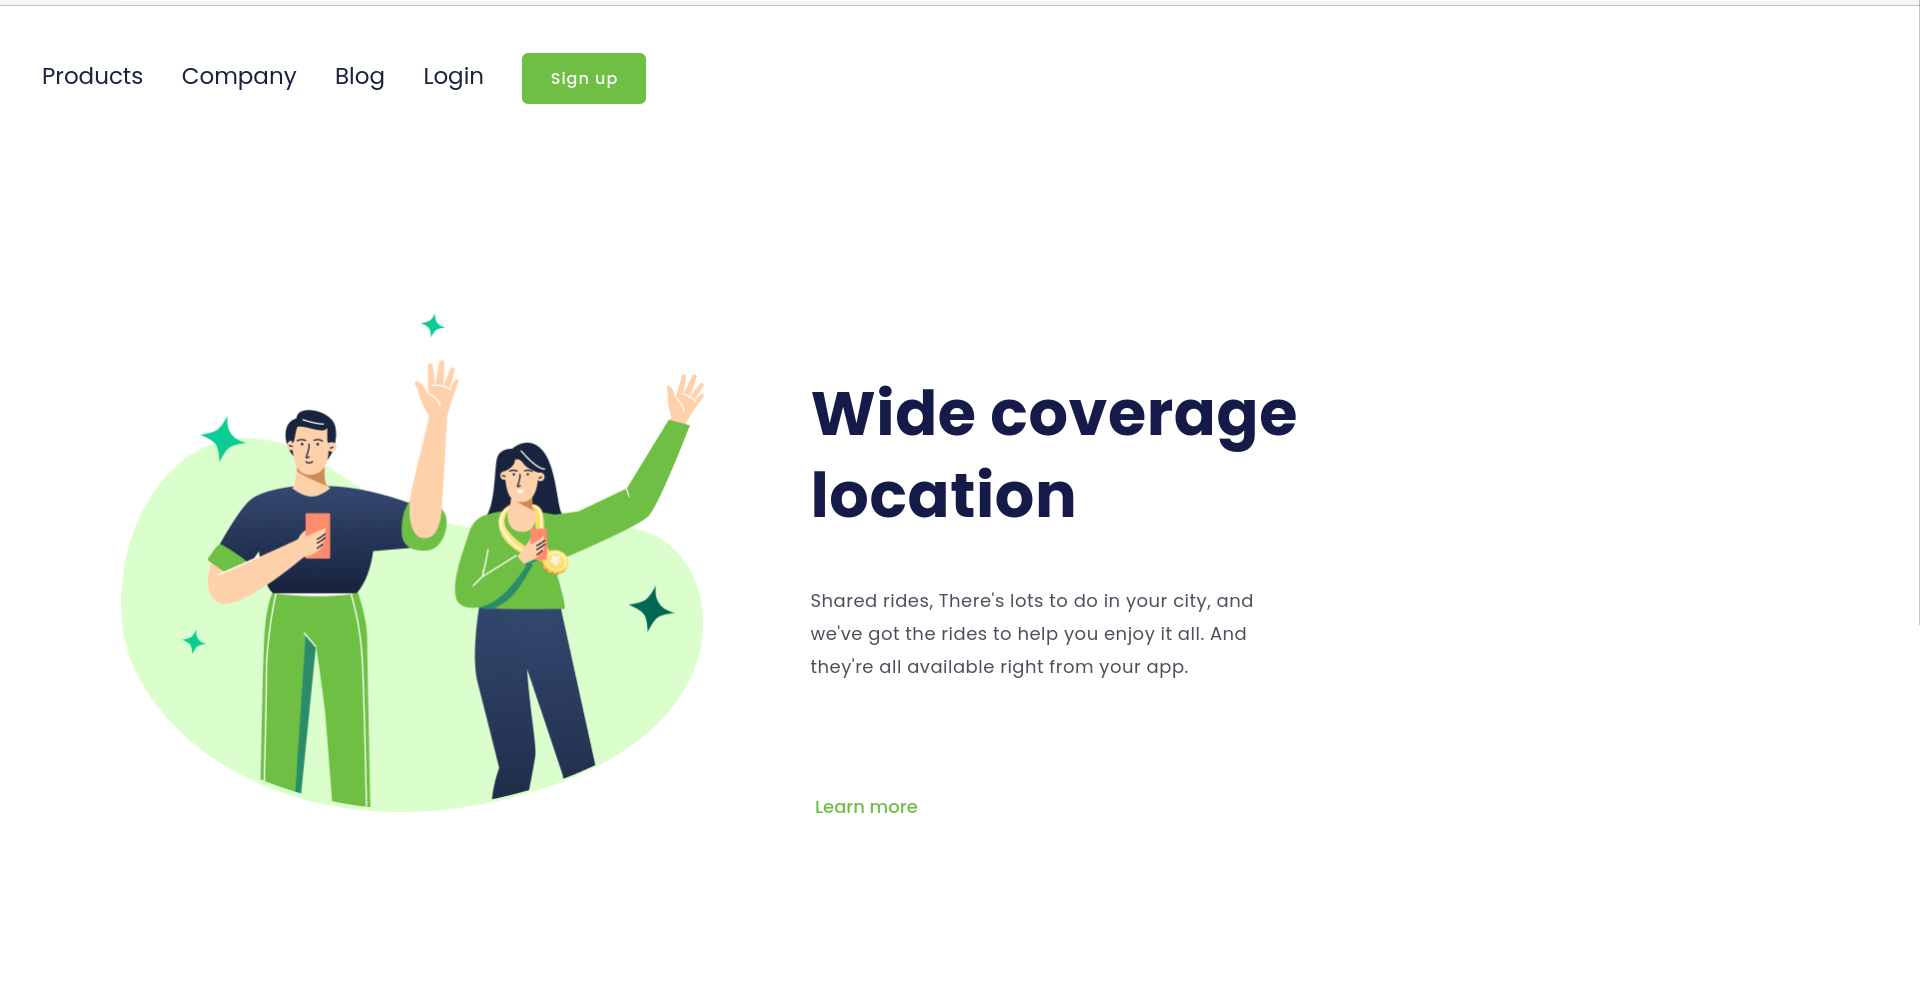 Products Company Blog Login Sign up
Wide coverage
location
Shared rides, There's lots to do in your city, and
we've got the rides to help you enjoy it all. And
they're all available right from your app.
Learn more